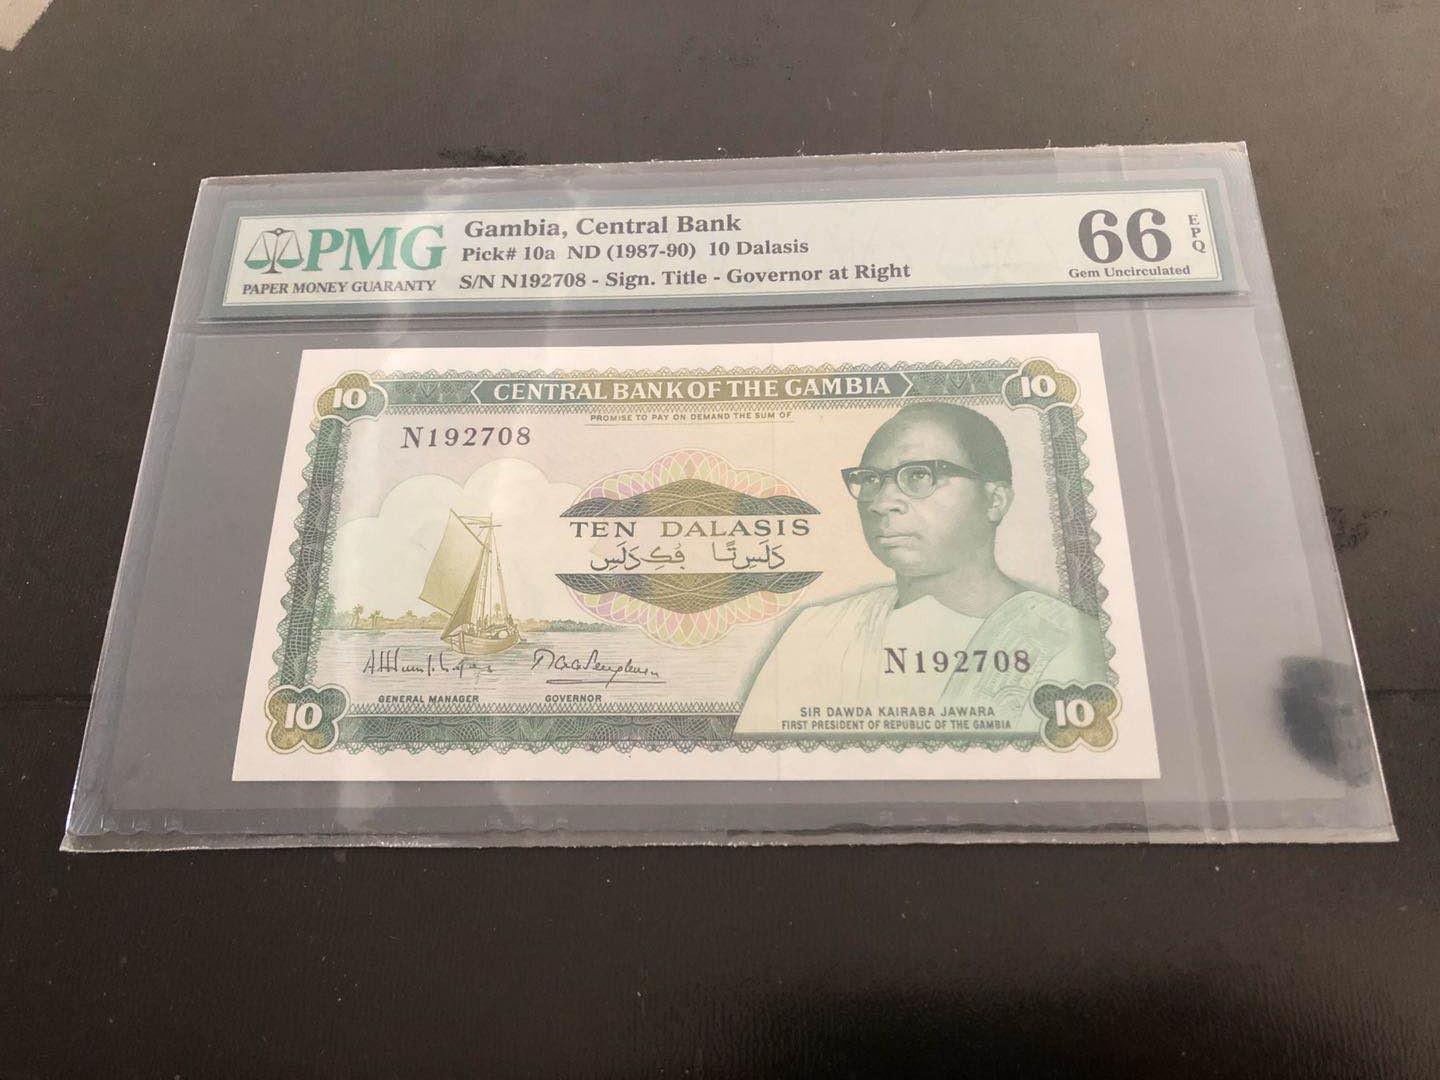 PMG
PAPER MONEY GUARANTY
Gambia, Central Bank
Pick# 10a ND (1987-90) 10 Dalasis
S/N N192708 - Sign. Title - Governor at Right
66
EPQ
Gem Uncirculated
10
CENTRAL BANK OF THE GAMBIA
10
PROMISE TO PAY ON DEMAND THE SUM OF
N192708
TEN DALASIS
N192708
GENERAL MANAGER
GOVERNOR
SIR DAWDA KAIRABA JAWARA
FIRST PRESIDENT OF REPUBLIC OF THE GAMBIA
10
10